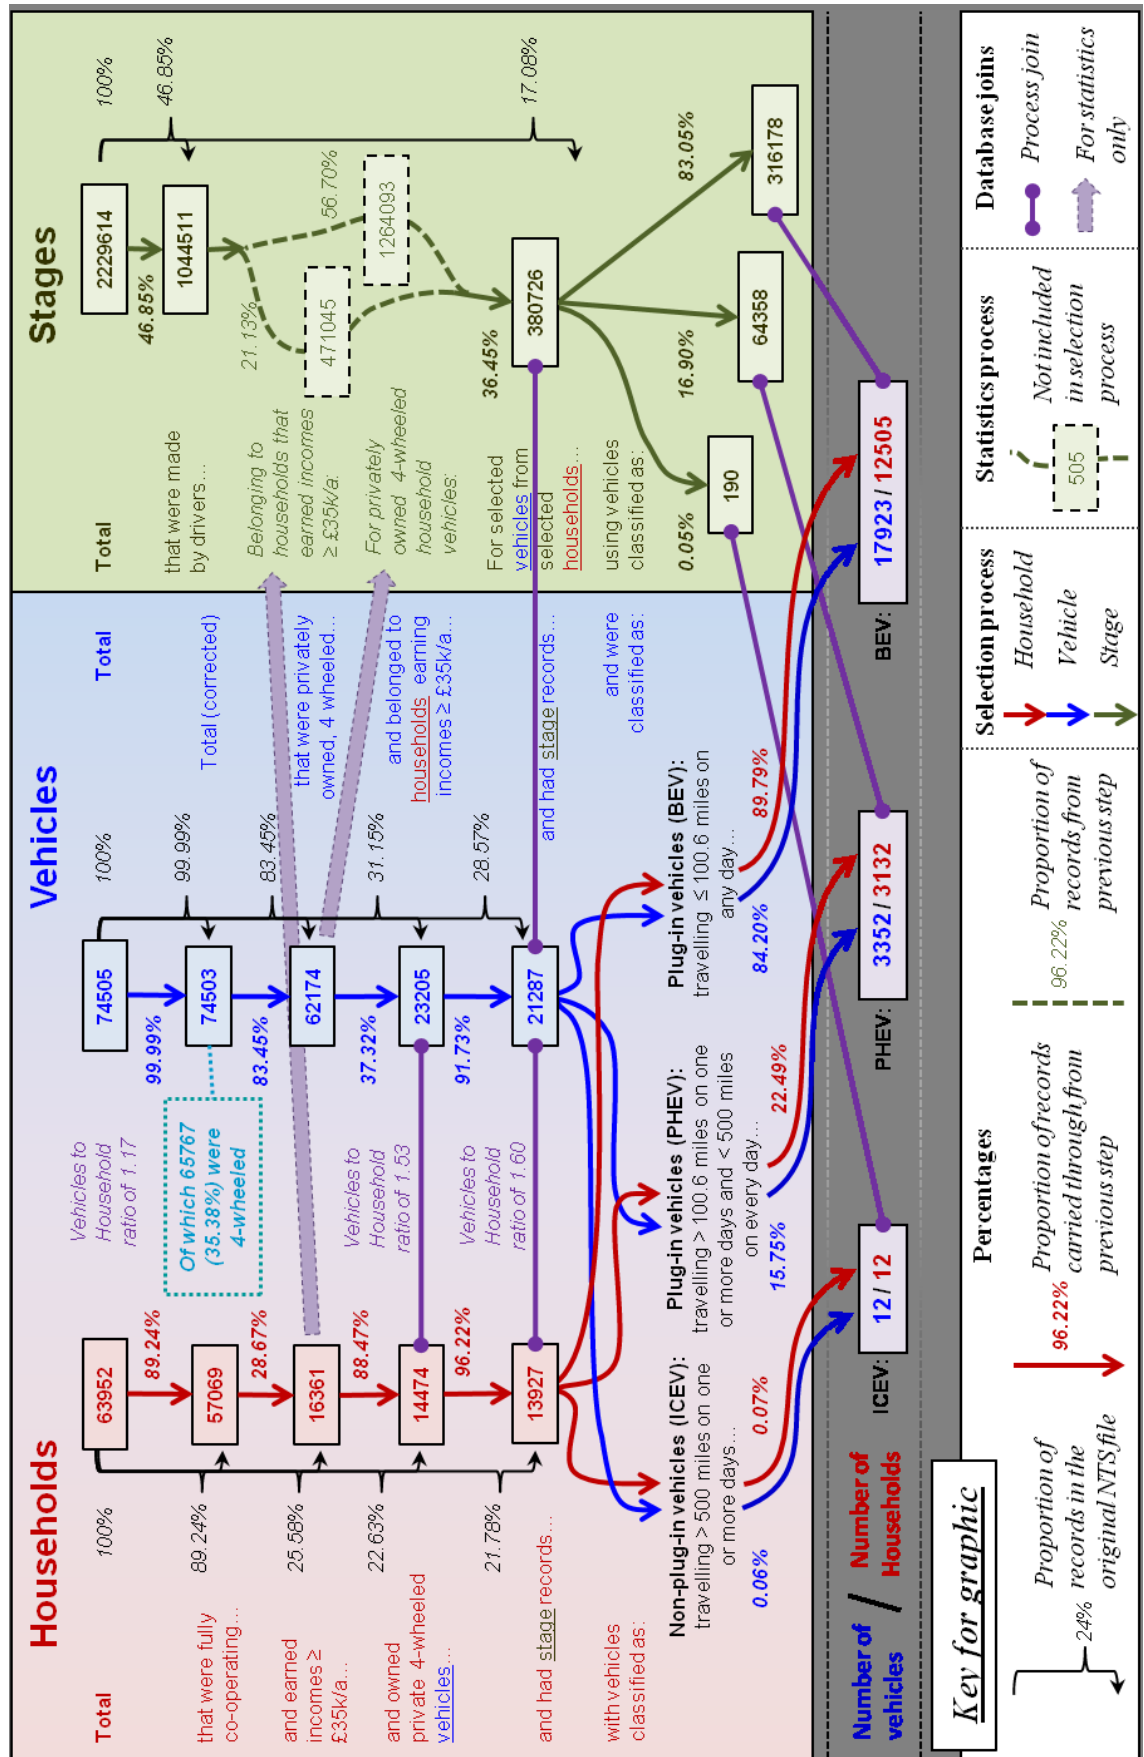 Households
Vehicles
Stages
Total
100%
63952
Vehicles to
Household
ratio of 1.17
74505
100%
Total
Total
2229614
100%
89.24%
99.99%
46.85%
that were fully
co-operating...
89.24%
57069
Of which 65767
(35.38%) were
4-wheeled
74503
99.99%
Total (corrected)
that were made
by drivers...
1044511
46.85%
28.67%
83.45%
21.13%
56.70%
and earned
incomes ≥
£35k/a...
25.58%
16361
62174
83.45%
that were privately
owned, 4 wheeled...
Belonging to
households that
earned incomes
≥ £35k/a.
471045
88.47%
37.32%
and owned
private 4-wheeled
vehicles...
22.63%
14474
Vehicles to
Household
ratio of 1.53
23205
31.15%
and belonged to
households earning
incomes ≥ £35k/a...
For privately
owned 4-wheeled
household
vehicles:
1264093
96.22%
91.73%
36.45%
and had stage records...
21.78%
13927
Vehicles to
Household
ratio of 1.60
21287
28.57%
and had stage records...
For selected
vehicles from
selected
households...
380726
17.08%
with vehicles
classified as:
and were
classified as:
using vehicles
classified as:
Non-plug-in vehicles (ICEV):
travelling > 500 miles on one
or more days...
Plug-in vehicles (PHEV):
travelling > 100.6 miles on one
or more days and < 500 miles
on every day...
Plug-in vehicles (BEV):
travelling ≤ 100.6 miles on
any day...
0.05%
16.90%
83.05%
190
64358
316178
0.06%
0.07%
15.75%
22.49%
84.20%
89.79%
Number of
vehicles
/
Number of
Households
ICEV:
12 / 12
PHEV:
3352 / 3132
BEV:
17923 / 12505
Key for graphic
Percentages
Selection process
Statistics process
Database joins
24%
Proportion of
records in the
original NTS file
96.22%
Proportion of records
carried through from
previous step
96.22%
Proportion of
records from
previous step
Household
Vehicle
Stage
505
Not included
in selection
process
Process join
For statistics
only